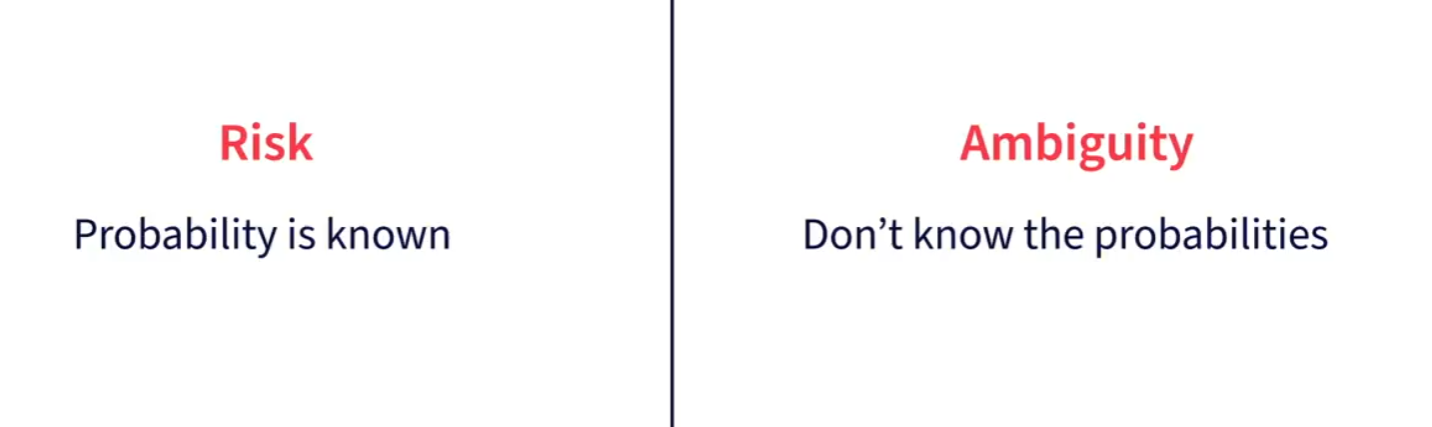 Risk
Probability is known
Ambiguity
Don’t know the probabilities